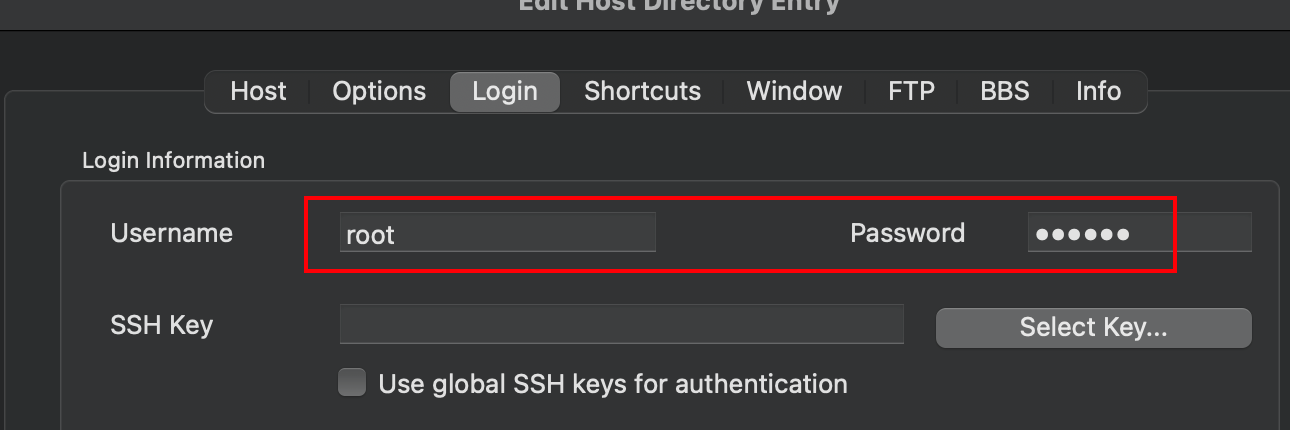 Edit Host Directory Entry
Host Options Login Shortcuts Window FTP BBS Info
Login Information
Username root Password ●●●●●●
SSH Key Select Key...
Use global SSH keys for authentication